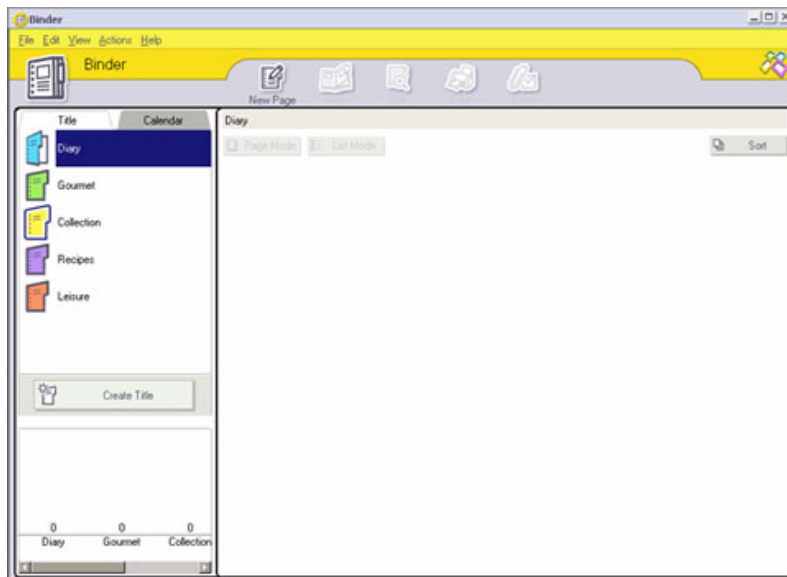 Binder
File Edit View Actions Help
Binder
New Page
Title Calendar
Diary
Page Mode List Mode
Sort
Diary
Gourmet
Collection
Recipes
Leisure
Create Title
0 0 0
Diary Gourmet Collection